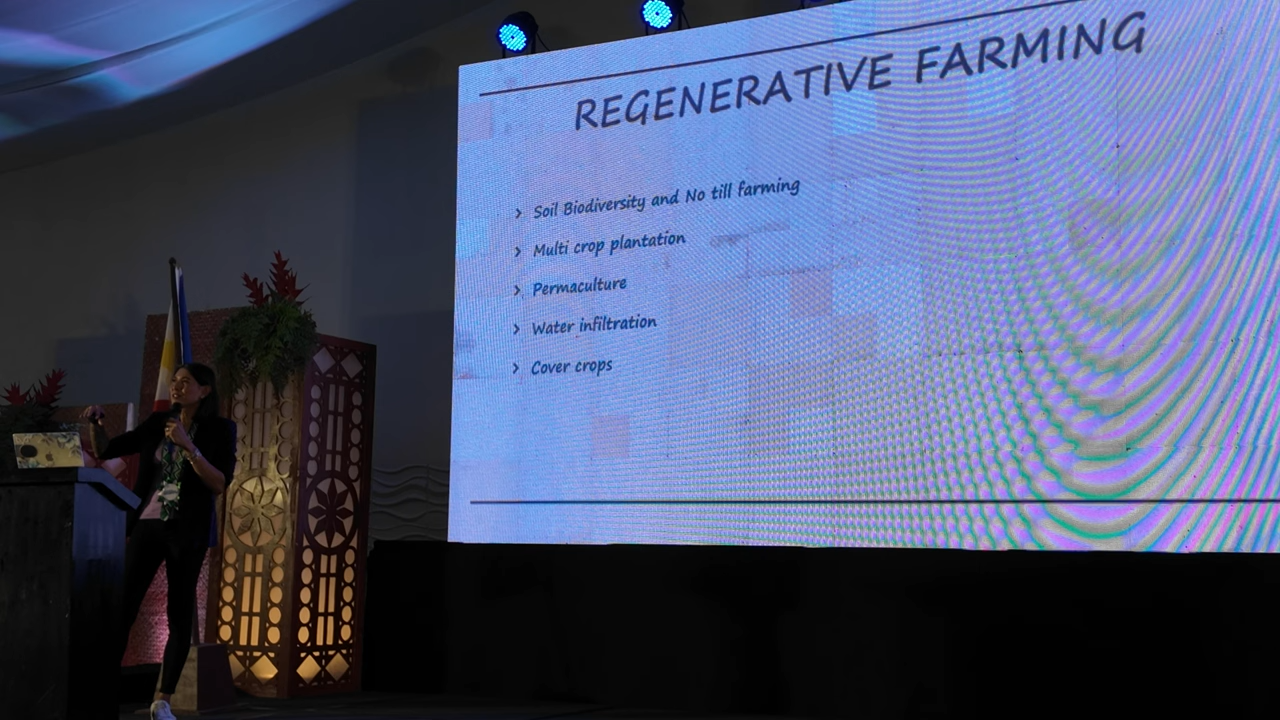 REGENERATIVE FARMING
› Soil Biodiversity and No till farming
› Multi crop plantation
› Permaculture
› Water infiltration
› Cover crops